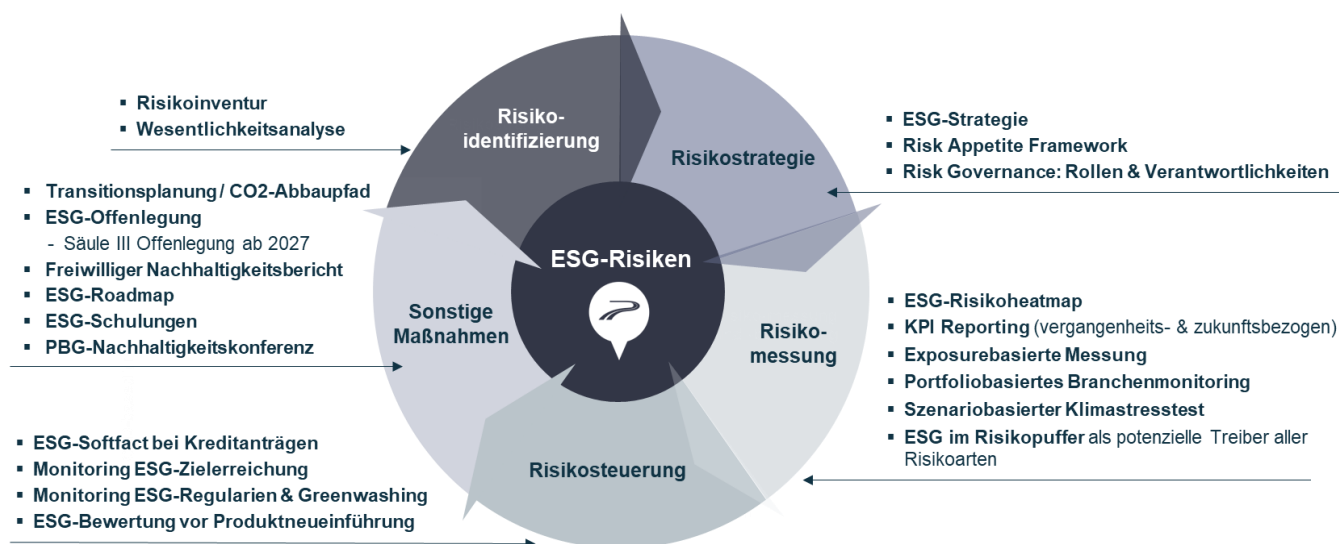 ▪ Risikoinventur
▪ Wesentlichkeitsanalyse
▪ Transitionsplanung / CO2-Abbaupfad
▪ ESG-Offenlegung
- Säule III Offenlegung ab 2027
▪ Freiwilliger Nachhaltigkeitsbericht
▪ ESG-Roadmap
▪ ESG-Schulungen
▪ PBG-Nachhaltigkeitskonferenz
▪ ESG-Softfact bei Kreditanträgen
▪ Monitoring ESG-Zielerreichung
▪ Monitoring ESG-Regularien & Greenwashing
▪ ESG-Bewertung vor Produktneueinführung
Risiko-
identifizierung
Risikostrategie
ESG-Risiken
Sonstige
Maßnahmen
Risiko-
messung
Risikosteuerung
▪ ESG-Strategie
▪ Risk Appetite Framework
▪ Risk Governance: Rollen & Verantwortlichkeiten
▪ ESG-Risikoheatmap
▪ KPI Reporting (vergangenheits- & zukunftsbezogen)
▪ Exposurebasierte Messung
▪ Portfoliobasiertes Branchenmonitoring
▪ Szenariobasierter Klimastresstest
▪ ESG im Risikopuffer als potenzielle Treiber aller
Risikoarten